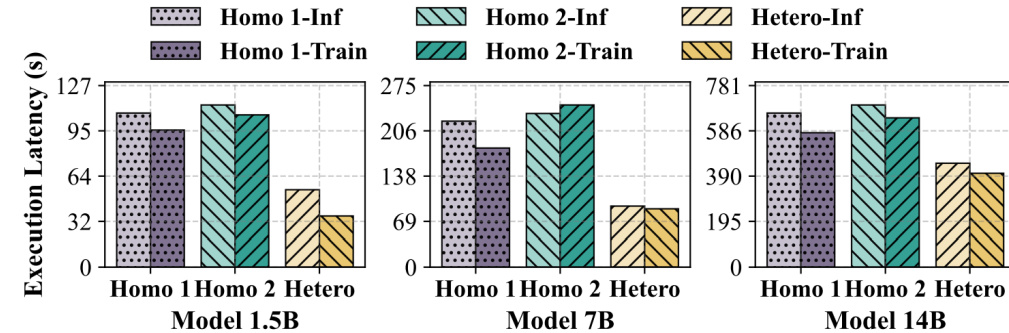 Homo 1-Inf Homo 2-Inf Hetero-Inf
Homo 1-Train Homo 2-Train Hetero-Train
Execution Latency (s)
127
95
64
32
0
Homo 1 Homo 2 Hetero
Model 1.5B
275
206
138
69
0
Homo 1 Homo 2 Hetero
Model 7B
781
586
390
195
0
Homo 1 Homo 2 Hetero
Model 14B